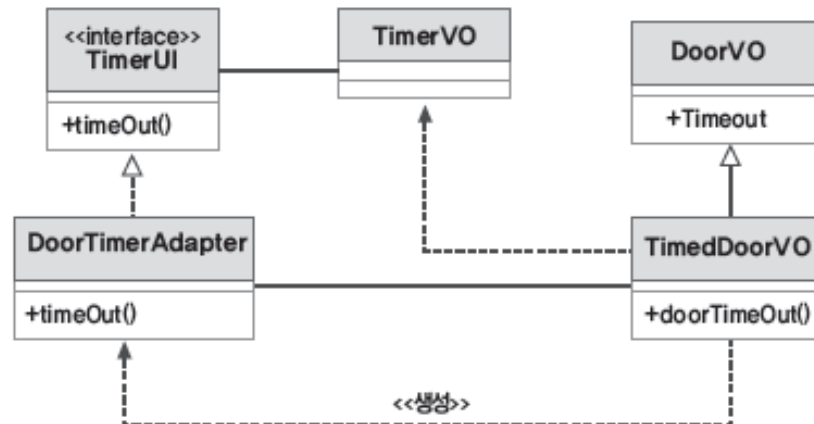 <<interface>>
TimerUI
+timeOut()
TimerVO
DoorVO
+Timeout
DoorTimerAdapter
+timeOut()
TimedDoorVO
+doorTimeOut()
<<생성>>